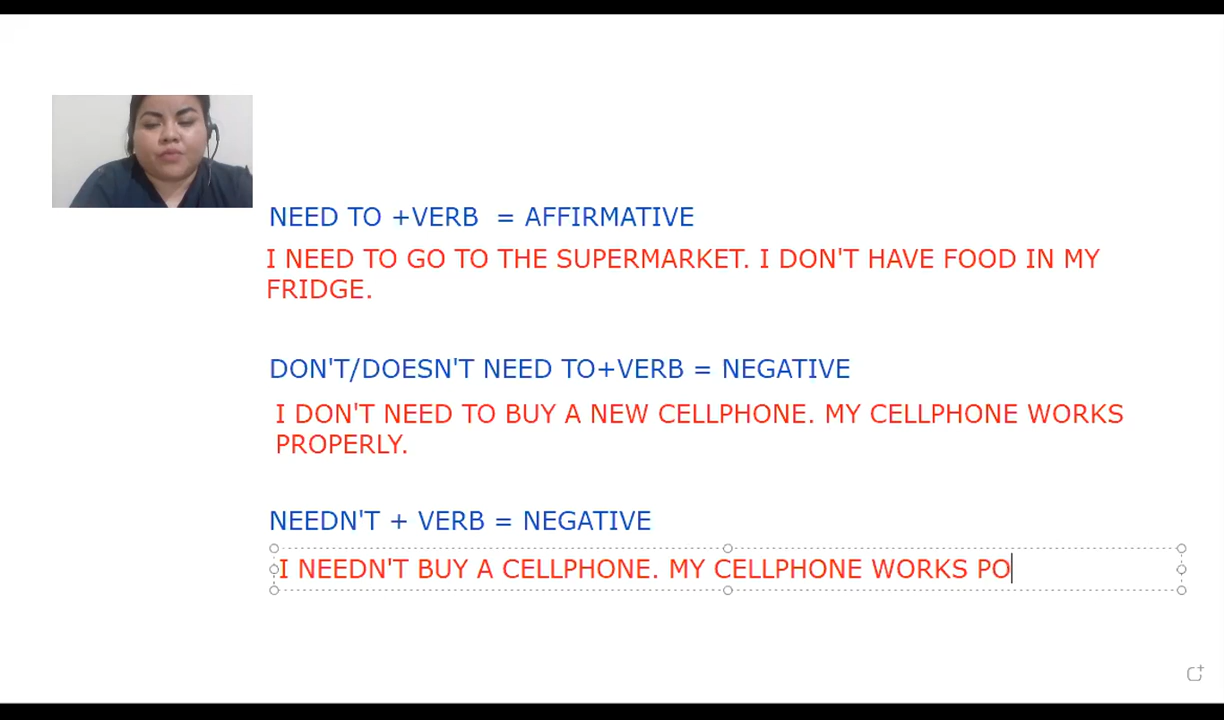 NEED TO +VERB = AFFIRMATIVE
I NEED TO GO TO THE SUPERMARKET. I DON'T HAVE FOOD IN MY
FRIDGE.
DON'T/DOESN'T NEED TO+VERB = NEGATIVE
I DON'T NEED TO BUY A NEW CELLPHONE. MY CELLPHONE WORKS
PROPERLY.
NEEDN'T + VERB = NEGATIVE
I NEEDN'T BUY A CELLPHONE. MY CELLPHONE WORKS PO